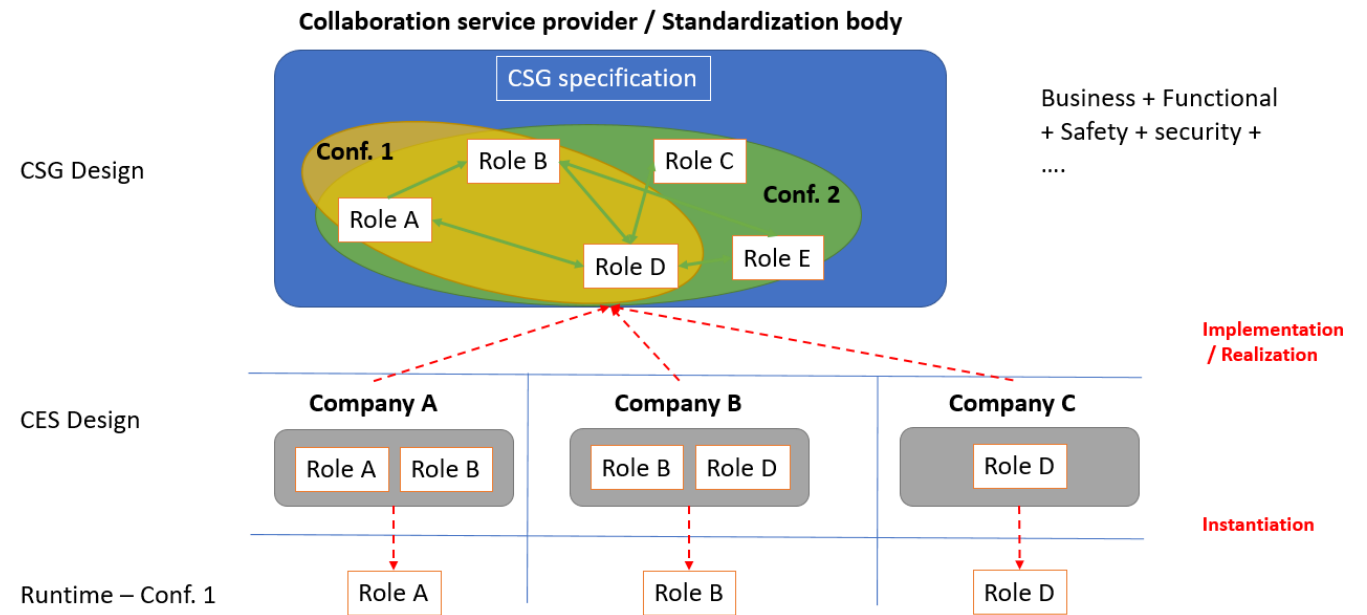 Collaboration service provider / Standardization body
CSG specification
Business + Functional
+ Safety + security +
....
Conf. 1
Role B
Role C
CSG Design
Conf. 2
Role A
Role D
Role E
Implementation
/ Realization
Company A
Company B
Company C
CES Design
Role A
Role B
Role B
Role D
Role D
Instantiation
Runtime – Conf. 1
Role A
Role B
Role D